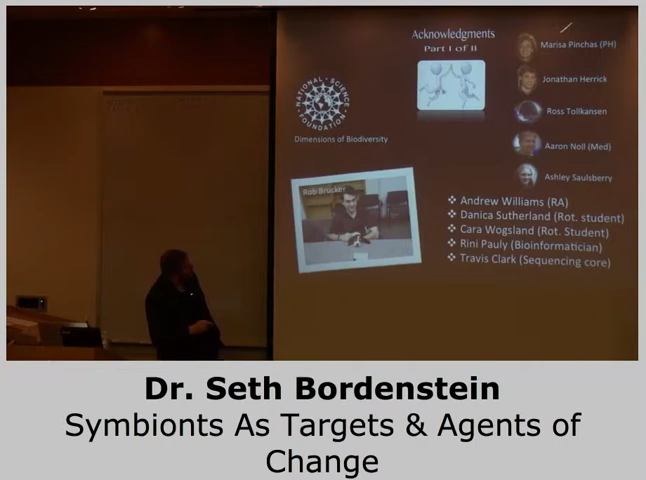 Acknowledgments
Part I of II
Marisa Pinchas (PH)
Jonathan Herrick
Ross Tollkansen
Aaron Noll (Med)
Ashley Saulsberry
NATIONAL SCIENCE FOUNDATION
Dimensions of Biodiversity
Rob Brucker
❖ Andrew Williams (RA)
❖ Danica Sutherland (Rot. student)
❖ Cara Wogsland (Rot. Student)
❖ Rini Pauly (Bioinformatician)
❖ Travis Clark (Sequencing core)
Dr. Seth Bordenstein
Symbionts As Targets & Agents of
Change